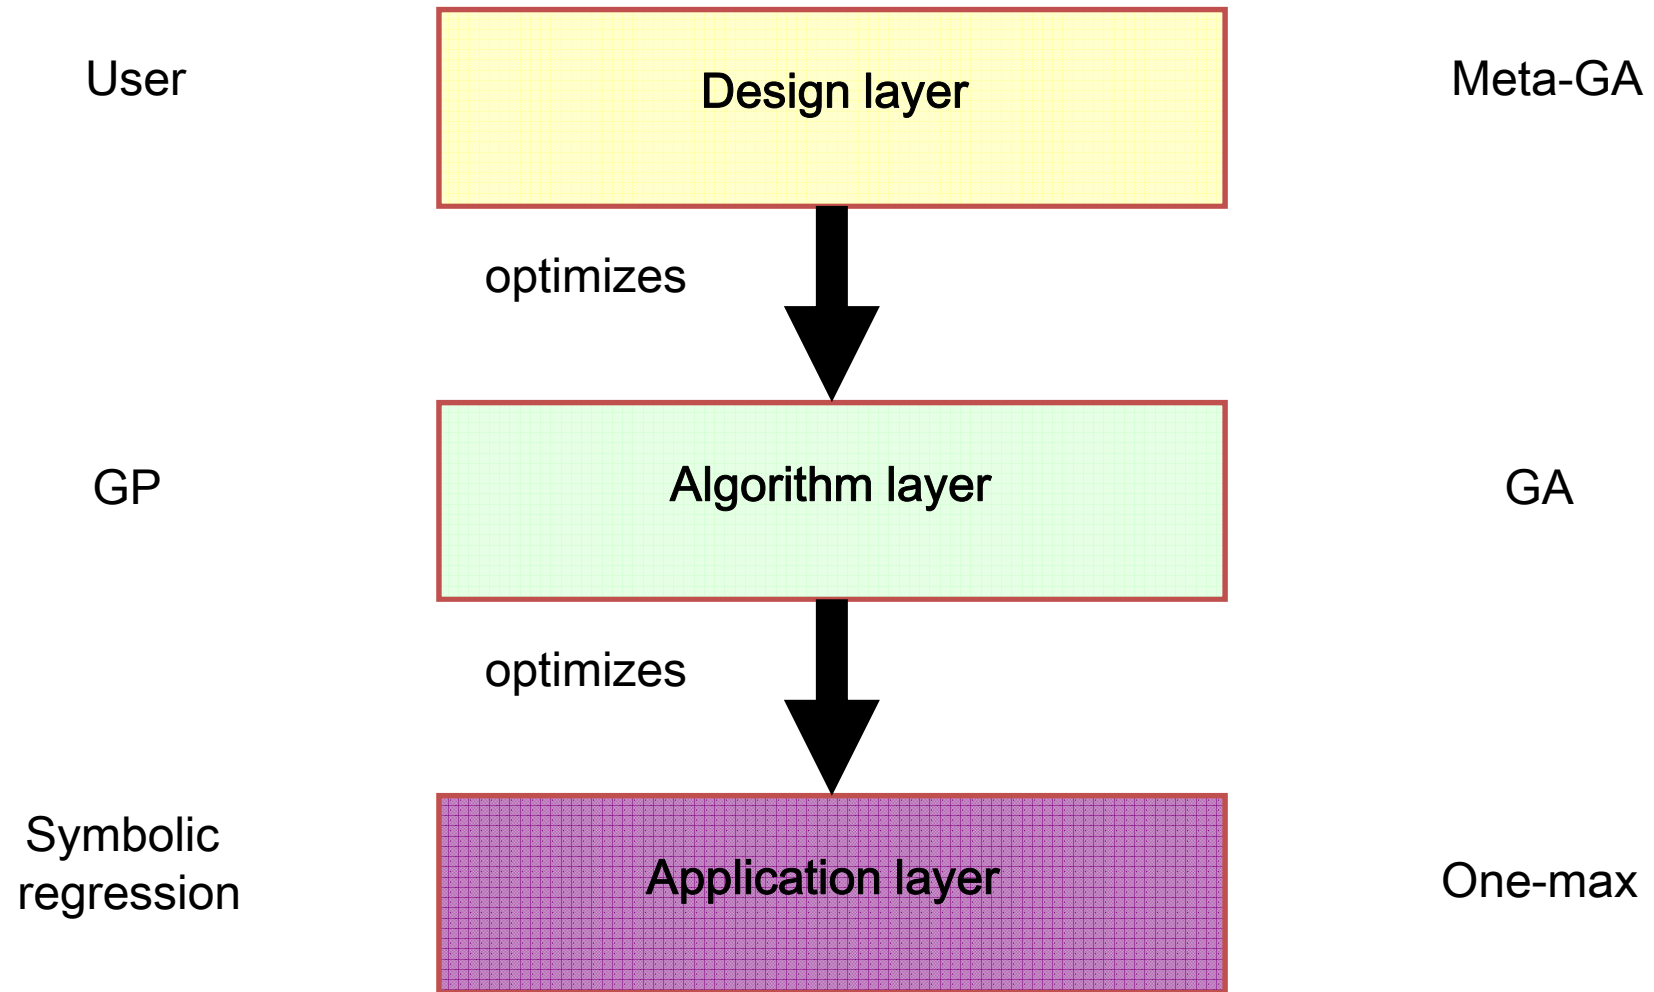 User
Design layer
Meta-GA
optimizes
GP
Algorithm layer
GA
optimizes
Symbolic
regression
Application layer
One-max